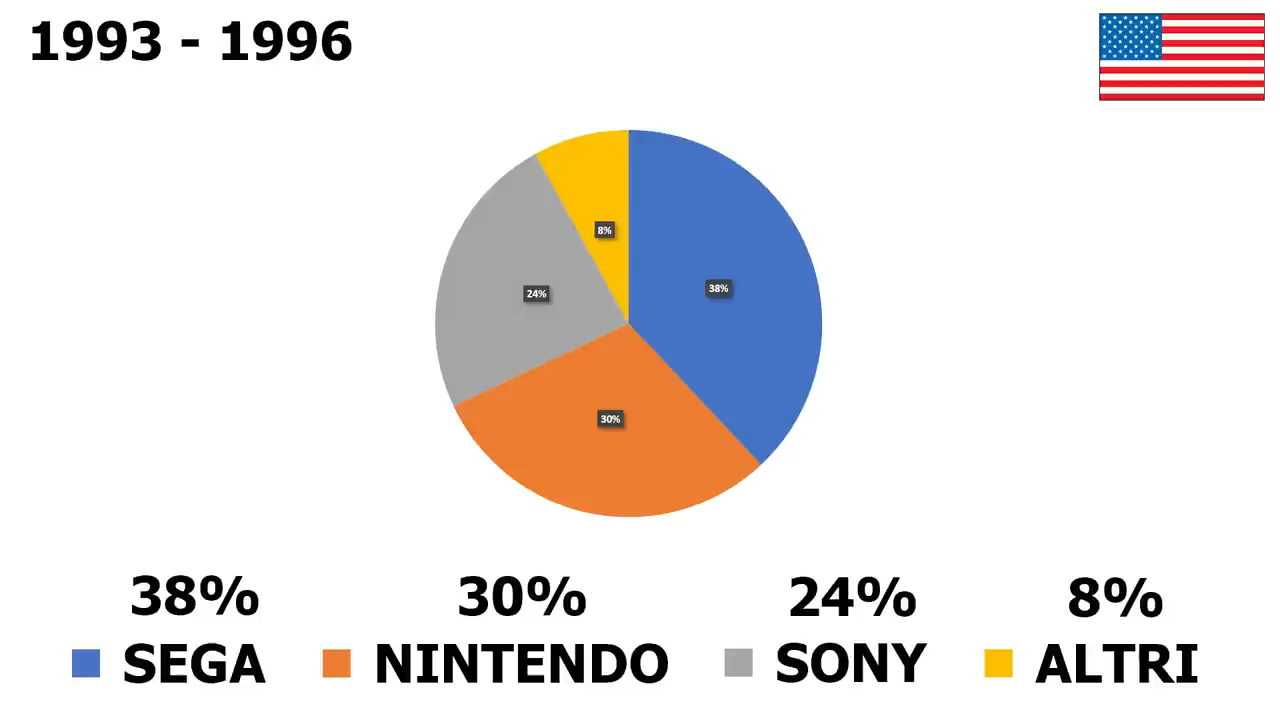 1993 - 1996
8%
38%
24%
30%
38% 30% 24% 8%
SEGA NINTENDO SONY ALTRI